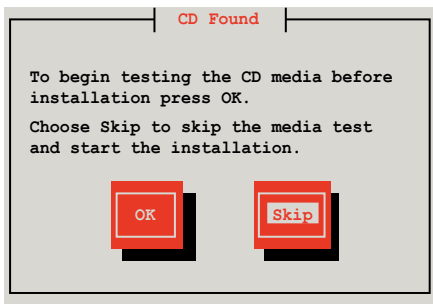 CD Found
To begin testing the CD media before
installation press OK.
Choose Skip to skip the media test
and start the installation.
OK Skip